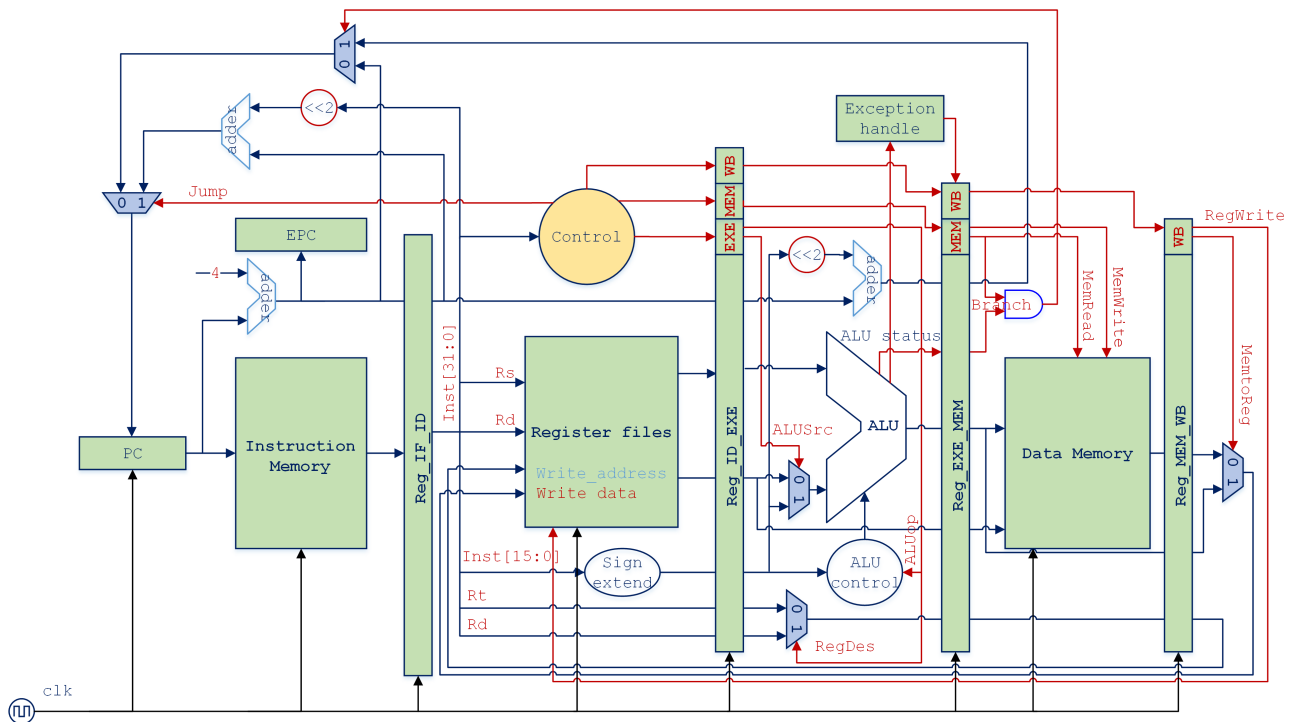 0 1
<<2
adder
Exception
handle
WB
MEM
EXE
WB
MEM
WB
Jump
RegWrite
0 1
Control
EPC
4
adder
<<2
adder
Branch
MemRead
MemWrite
ALU status
Inst[31:0]
MemtoReg
Rs
Rd
Register files
Write_address
Write data
Instruction
Memory
PC
Reg_IF_ID
Reg_ID_EXE
ALUSrc
0 1
ALU
Reg_EXE_MEM
Data Memory
Reg_MEM_WB
0 1
Inst[15:0]
Sign
extend
ALU
control
ALUop
Rt
Rd
0 1
RegDes
clk